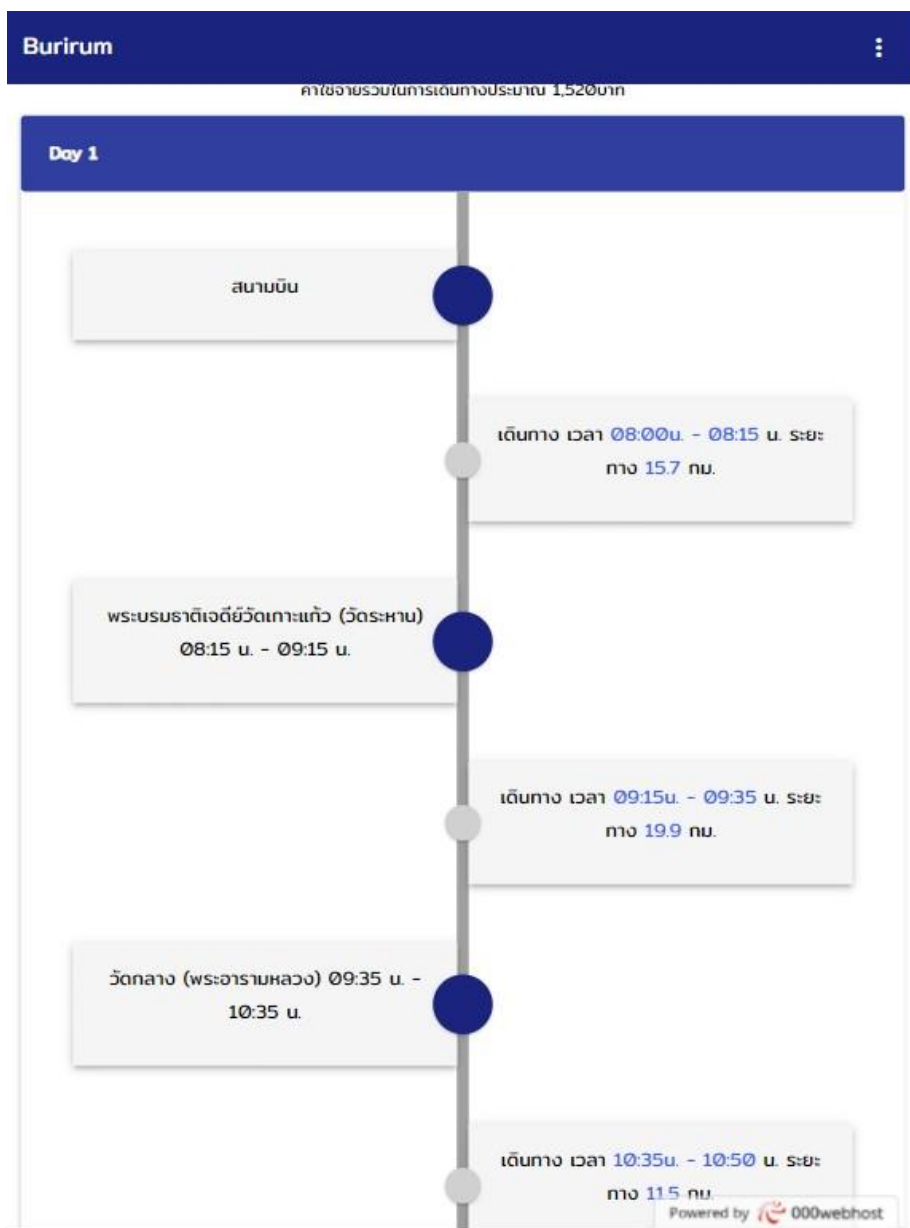 Burirum
ค่าใช้จ่ายรวมในการเดินทางประมาณ 1,520บาท
Day 1
สนามบิน
เดินทาง เวลา 08:00น. - 08:15 น. ระยะ
ทาง 15.7 กม.
พระบรมธาติเจดีย์วัดเกาะแก้ว (วัดระหาน)
08:15 น. - 09:15 น.
เดินทาง เวลา 09:15น. - 09:35 น. ระยะ
ทาง 19.9 กม.
วัดกลาง (พระอารามหลวง) 09:35 น. -
10:35 น.
เดินทาง เวลา 10:35น. - 10:50 น. ระยะ
ทาง 11.5 กม.
Powered by 000webhost